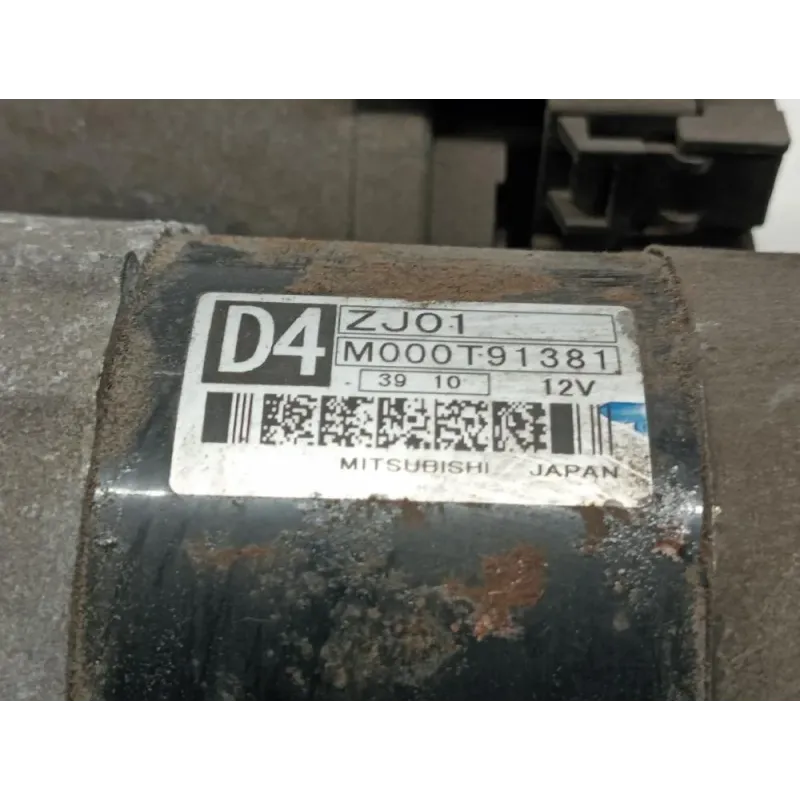 D4
ZJ01
M000T91381
39 10 12V
MITSUBISHI JAPAN